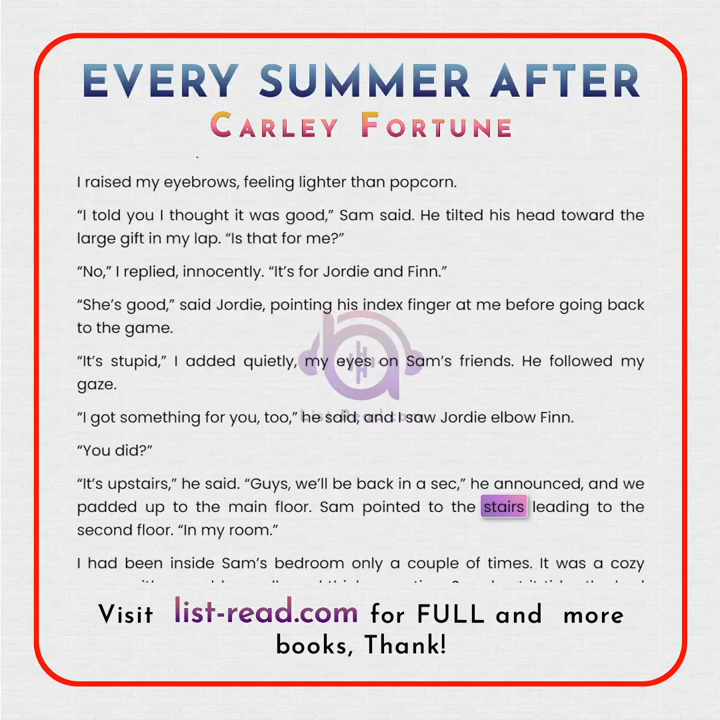 EVERY SUMMER AFTER
CARLEY FORTUNE
I raised my eyebrows, feeling lighter than popcorn.
“I told you I thought it was good,” Sam said. He tilted his head toward the
large gift in my lap. “Is that for me?”
“No,” I replied, innocently. “It’s for Jordie and Finn.”
“She’s good,” said Jordie, pointing his index finger at me before going back
to the game.
“It’s stupid,” I added quietly, my eyes on Sam’s friends. He followed my
gaze.
“I got something for you, too,” he said, and I saw Jordie elbow Finn.
“You did?”
“It’s upstairs,” he said. “Guys, we’ll be back in a sec,” he announced, and we
padded up to the main floor. Sam pointed to the stairs leading to the
second floor. “In my room.”
I had been inside Sam’s bedroom only a couple of times. It was a cozy
Visit list-read.com for FULL and more
books, Thank!